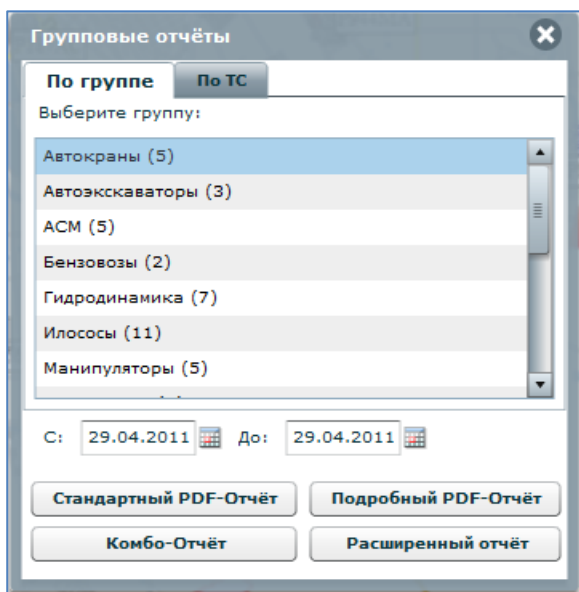 Групповые отчёты
По группе По ТС
Выберите группу:
Автокраны (5)
Автоэкскаваторы (3)
АСМ (5)
Бензовозы (2)
Гидродинамика (7)
Илососы (11)
Манипуляторы (5)
С: 29.04.2011 До: 29.04.2011
Стандартный PDF-Отчёт Подробный PDF-Отчёт
Комбо-Отчёт Расширенный отчёт